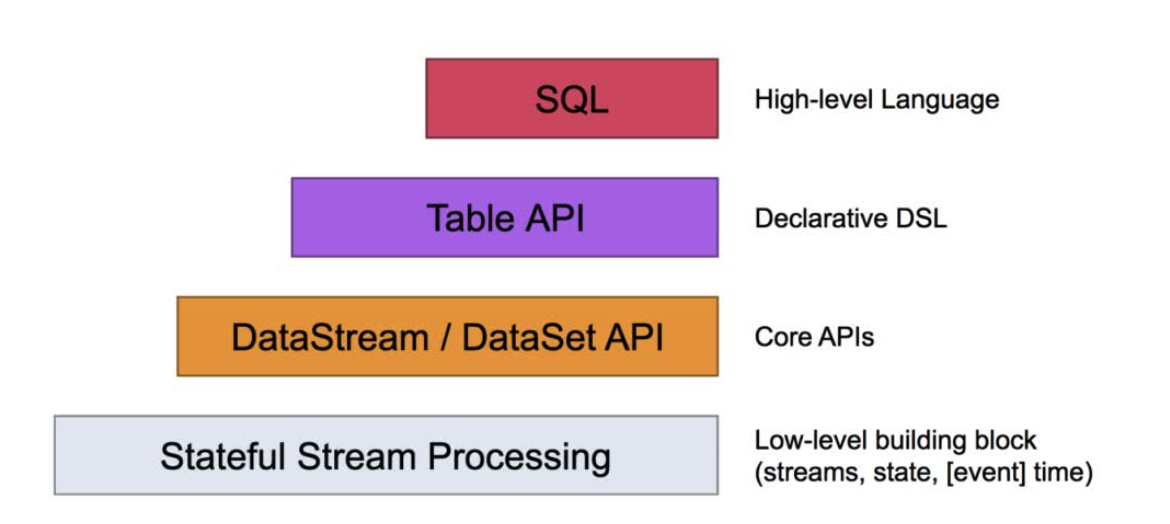 SQL
High-level Language
Table API
Declarative DSL
DataStream / DataSet API
Core APIs
Stateful Stream Processing
Low-level building block
(streams, state, [event] time)